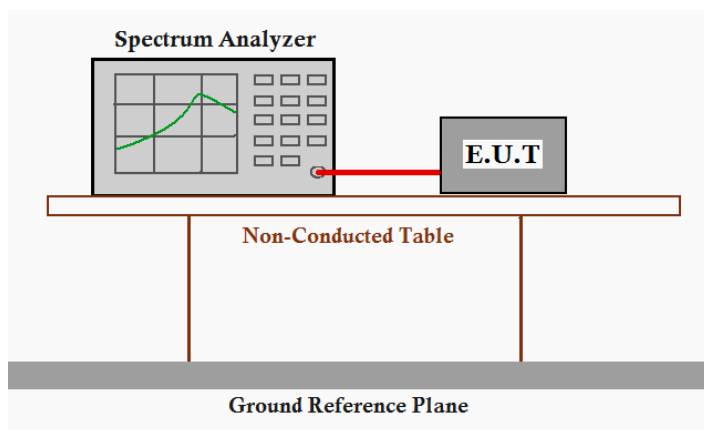 Spectrum Analyzer
E.U.T
Non-Conducted Table
Ground Reference Plane